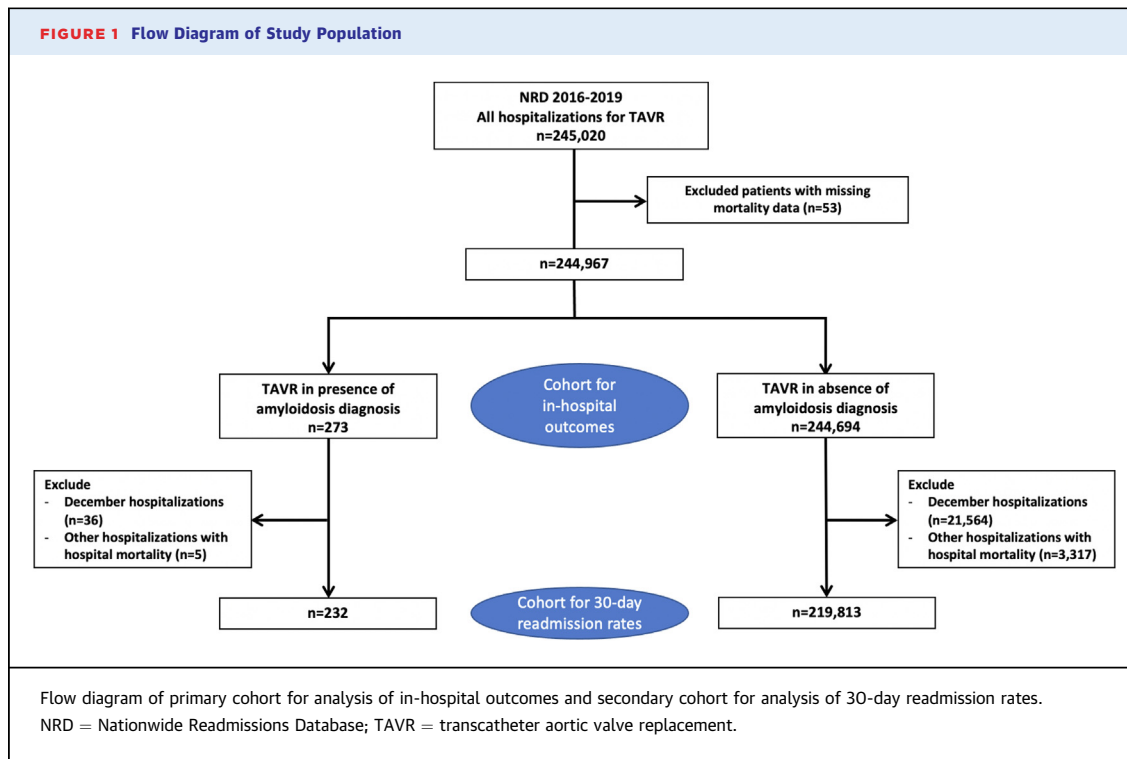 FIGURE 1 Flow Diagram of Study Population
NRD 2016-2019
All hospitalizations for TAVR
n=245,020
Excluded patients with missing
mortality data (n=53)
n=244,967
TAVR in presence of
amyloidosis diagnosis
n=273
Cohort for
in-hospital
outcomes
TAVR in absence of
amyloidosis diagnosis
n=244,694
Exclude
- December hospitalizations
(n=36)
- Other hospitalizations with
hospital mortality (n=5)
Exclude
- December hospitalizations
(n=21,564)
- Other hospitalizations with
hospital mortality (n=3,317)
n=232
Cohort for 30-day
readmission rates
n=219,813
Flow diagram of primary cohort for analysis of in-hospital outcomes and secondary cohort for analysis of 30-day readmission rates.
NRD = Nationwide Readmissions Database; TAVR = transcatheter aortic valve replacement.